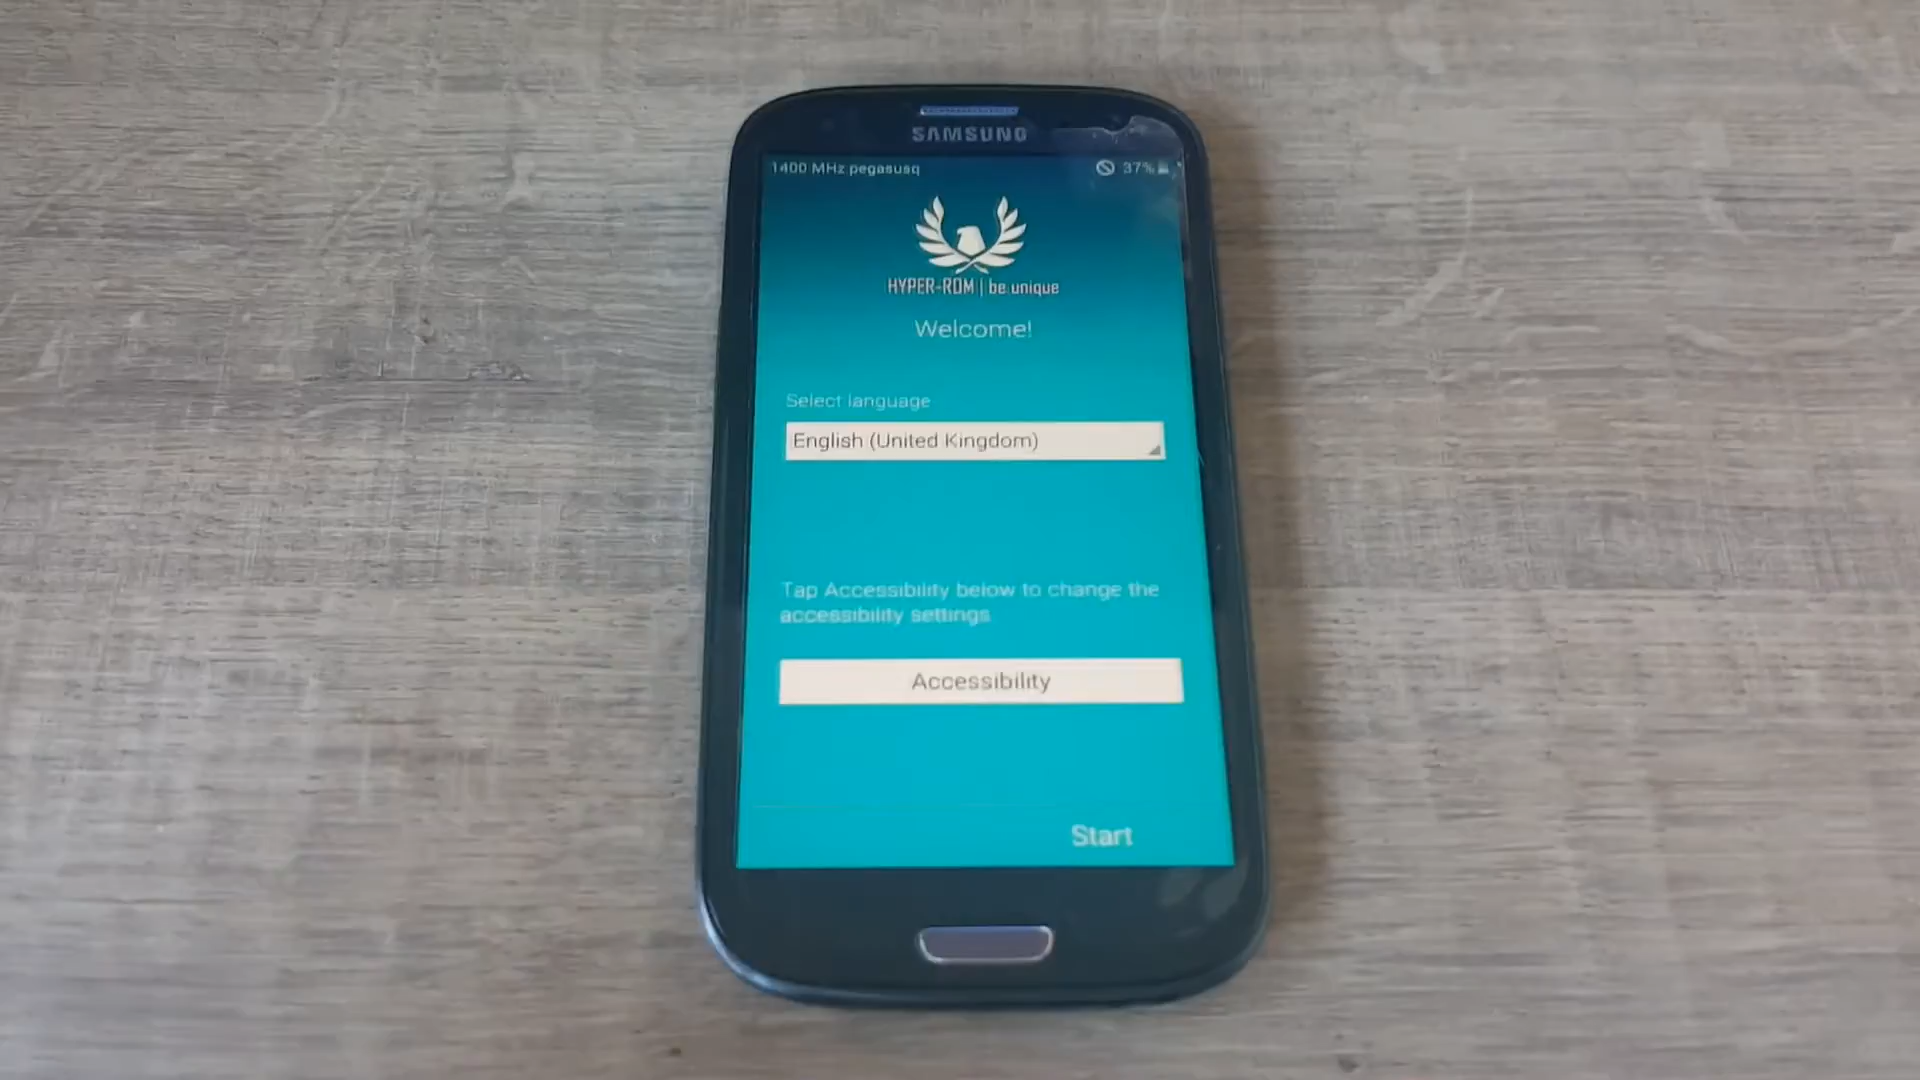 SAMSUNG
1400 MHz pegasusq 37%
HYPER-ROM | be unique
Welcome!
Select language
English (United Kingdom)
Tap Accessibility below to change the
accessibility settings
Accessibility
Start